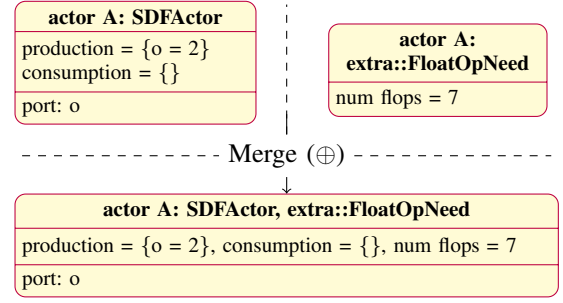 actor A: SDFActor
production = {o = 2}
consumption = {}
port: o
actor A:
extra::FloatOpNeed
num flops = 7
Merge (⊕)
actor A: SDFActor, extra::FloatOpNeed
production = {o = 2}, consumption = {}, num flops = 7
port: o